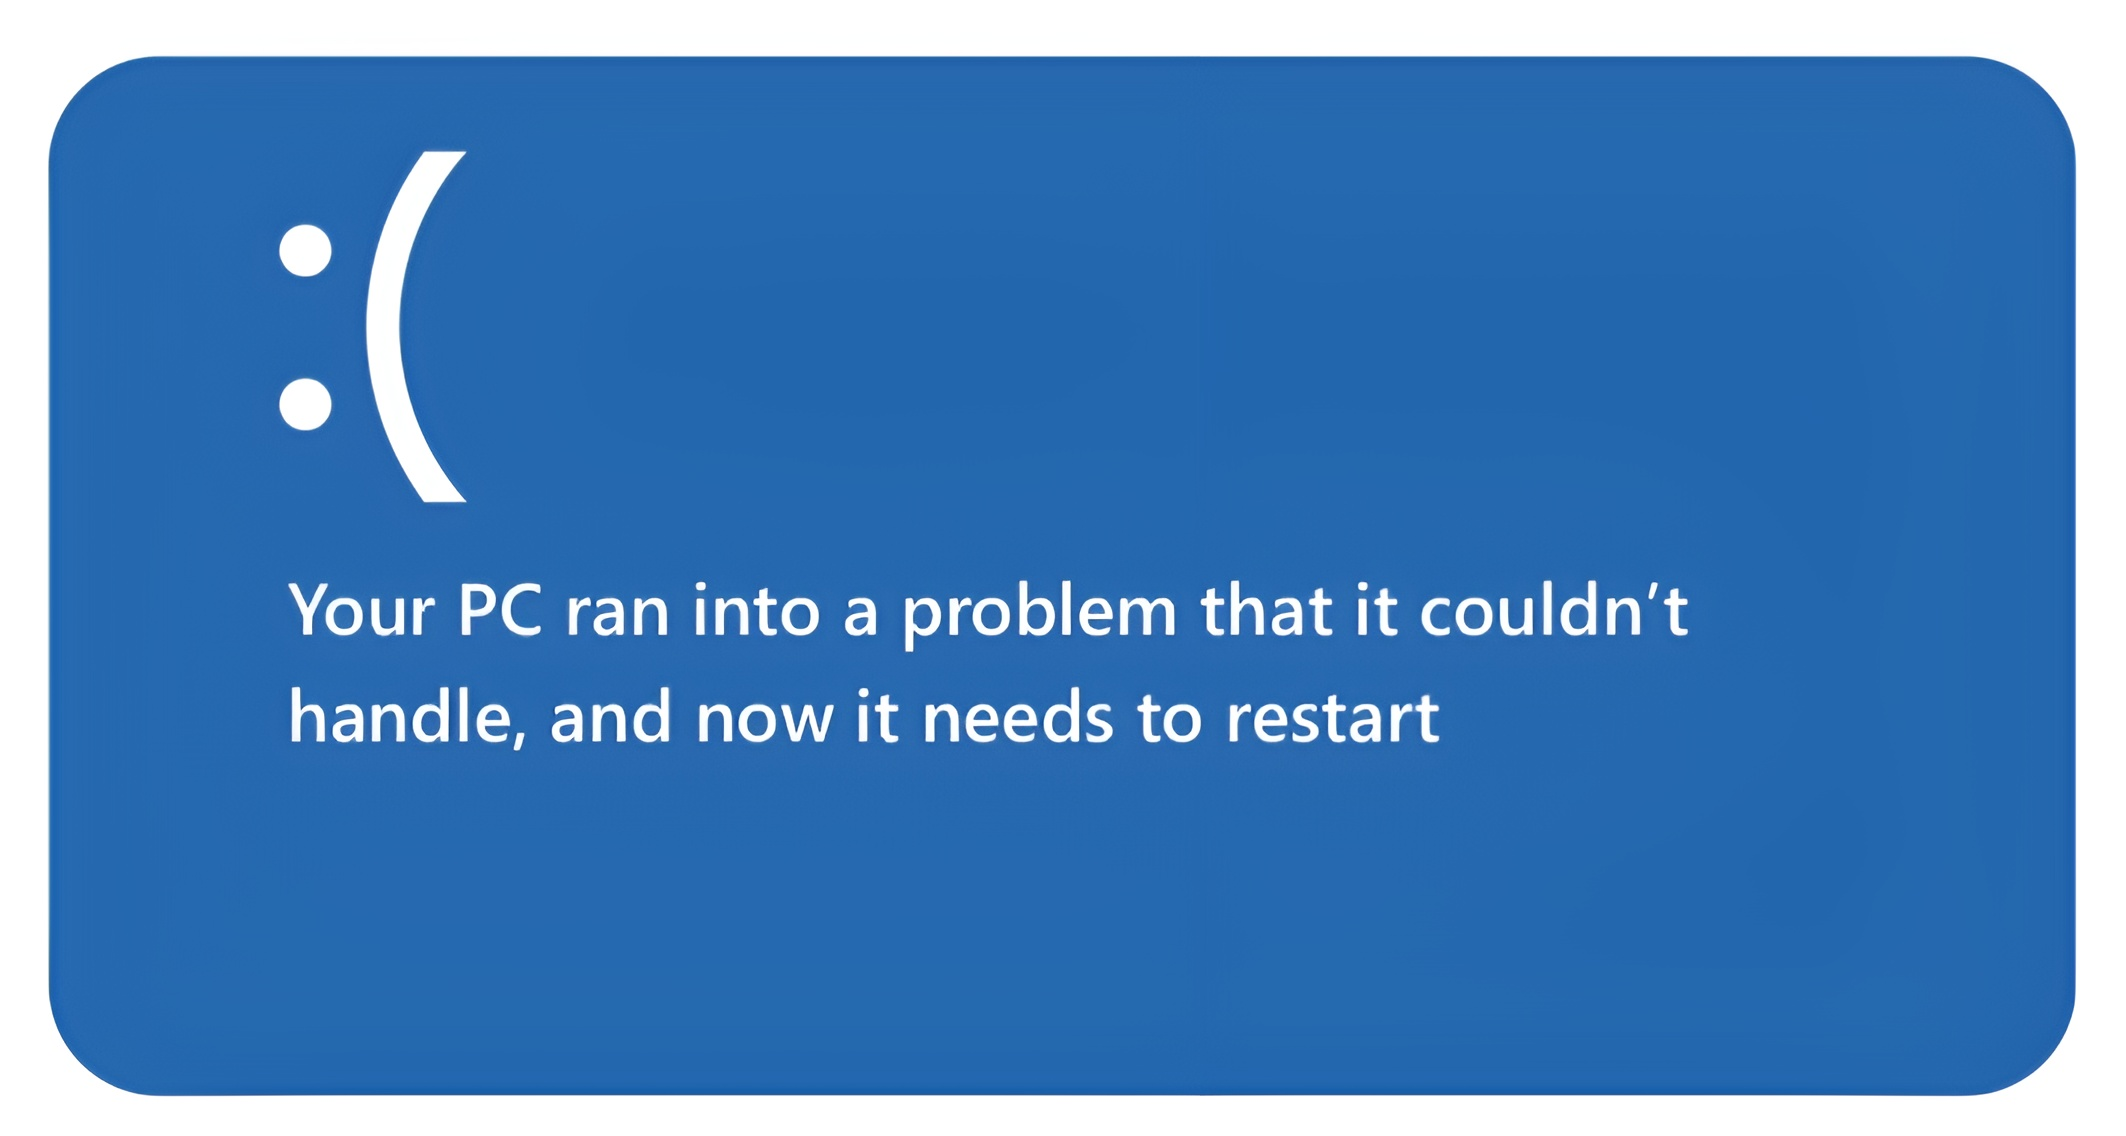 :(
Your PC ran into a problem that it couldn’t
handle, and now it needs to restart